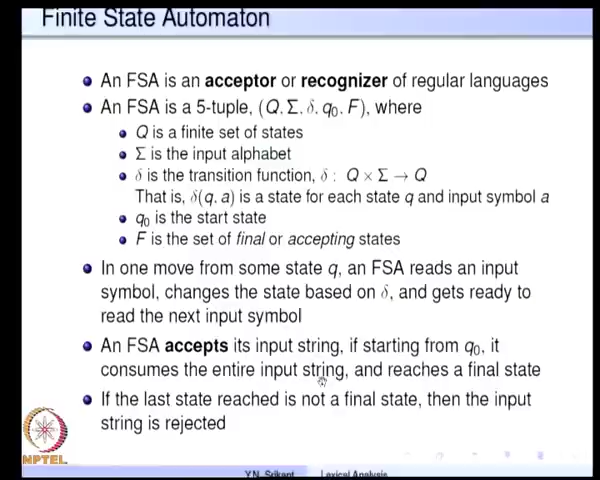 Finite State Automaton
An FSA is an acceptor or recognizer of regular languages
An FSA is a 5-tuple, (Q, Σ, δ, q₀, F), where
Q is a finite set of states
Σ is the input alphabet
δ is the transition function, δ : Q × Σ → Q
That is, δ(q, a) is a state for each state q and input symbol a
q₀ is the start state
F is the set of final or accepting states
In one move from some state q, an FSA reads an input
symbol, changes the state based on δ, and gets ready to
read the next input symbol
An FSA accepts its input string, if starting from q₀, it
consumes the entire input string, and reaches a final state
If the last state reached is not a final state, then the input
string is rejected
NPTEL
Y.N. Srikant Lexical Analysis